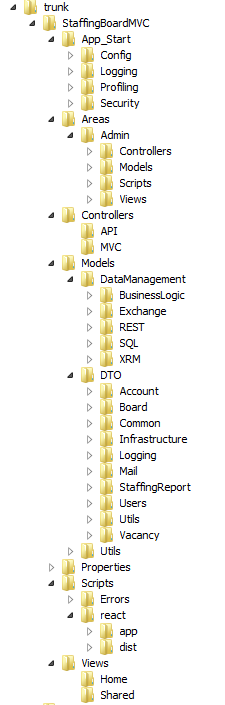 trunk
StaffingBoardMVC
App_Start
Config
Logging
Profiling
Security
Areas
Admin
Controllers
Models
Scripts
Views
Controllers
API
MVC
Models
DataManagement
BusinessLogic
Exchange
REST
SQL
XRM
DTO
Account
Board
Common
Infrastructure
Logging
Mail
StaffingReport
Users
Utils
Vacancy
Utils
Properties
Scripts
Errors
react
app
dist
Views
Home
Shared